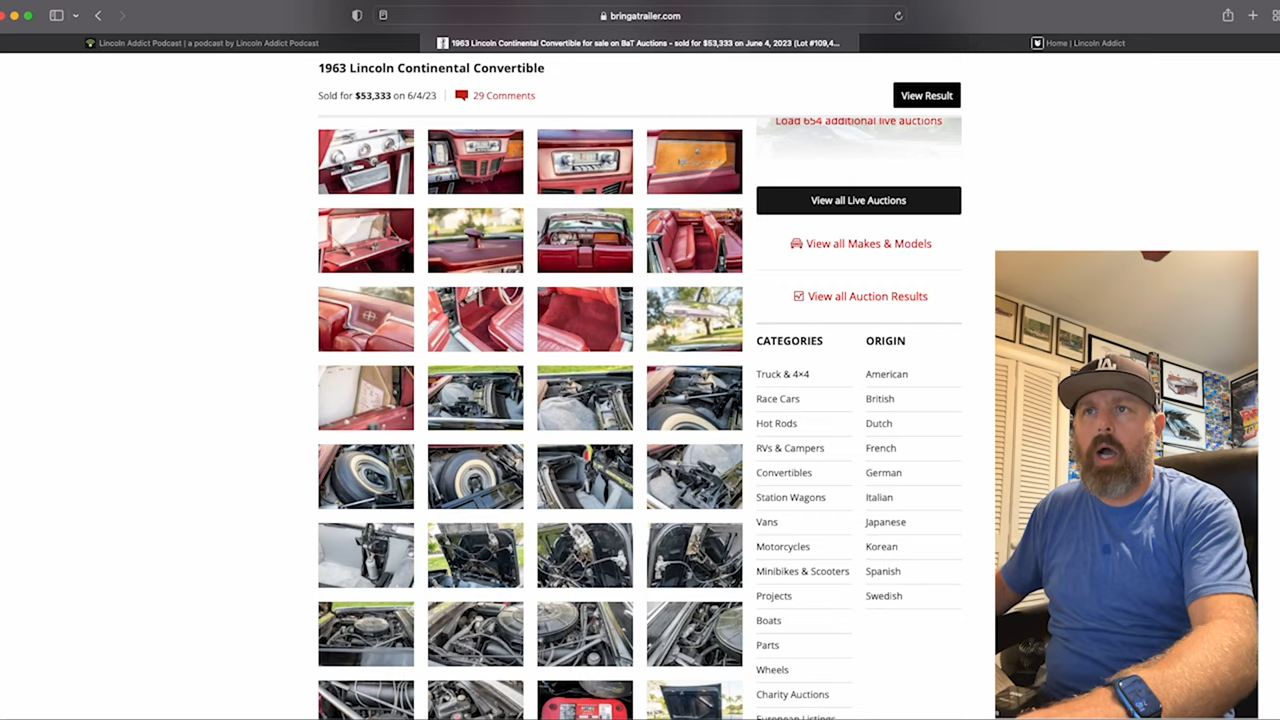 bringatrailer.com
Lincoln Addict Podcast | a podcast by Lincoln Addict Podcast
1963 Lincoln Continental Convertible for sale on BaT Auctions - sold for $53,333 on June 4, 2023 (Lot #109,4...
Home | Lincoln Addict
1963 Lincoln Continental Convertible
Sold for $53,333 on 6/4/23
29 Comments
View Result
Load 654 additional live auctions
View all Live Auctions
View all Makes & Models
View all Auction Results
CATEGORIES
Truck & 4×4
Race Cars
Hot Rods
RVs & Campers
Convertibles
Station Wagons
Vans
Motorcycles
Minibikes & Scooters
Projects
Boats
Parts
Wheels
Charity Auctions
European Listings
ORIGIN
American
British
Dutch
French
German
Italian
Japanese
Korean
Spanish
Swedish